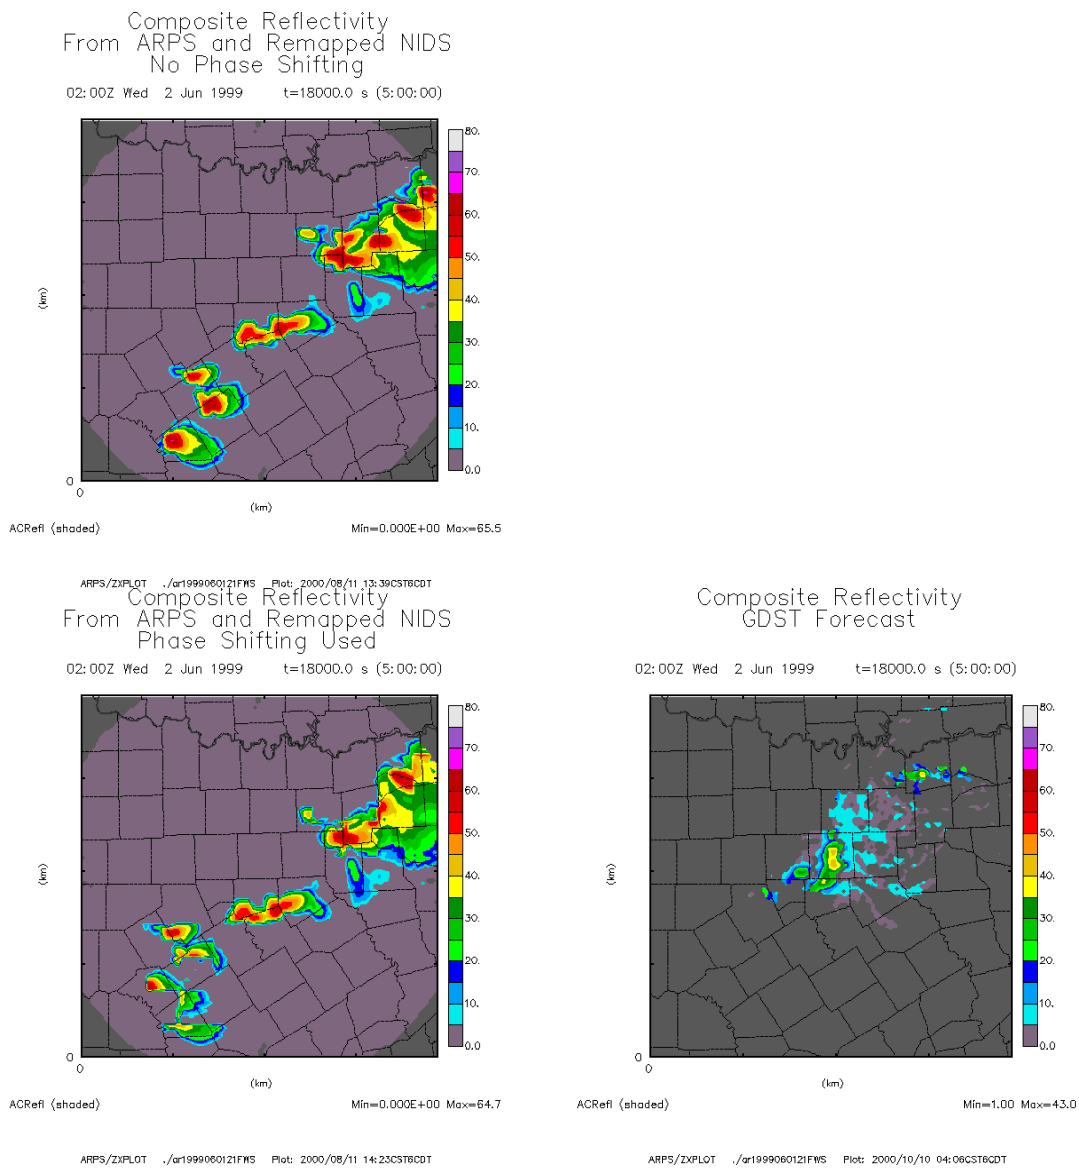 Composite Reflectivity
From ARPS and Remapped NIDS
No Phase Shifting
02:00Z Wed 2 Jun 1999 t=18000.0 s (5:00:00)
80.
70.
60.
50.
40.
30.
20.
10.
0.0
(km)
0
0
(km)
ACRefl (shaded) Min=0.000E+00 Max=65.5
ARPS/ZXPLOT ./ar1999060121FWS Plot: 2000/08/11 13:39CST6CDT
Composite Reflectivity
From ARPS and Remapped NIDS
Phase Shifting Used
02:00Z Wed 2 Jun 1999 t=18000.0 s (5:00:00)
80.
70.
60.
50.
40.
30.
20.
10.
0.0
(km)
0
0
(km)
ACRefl (shaded) Min=0.000E+00 Max=64.7
ARPS/ZXPLOT ./ar1999060121FWS Plot: 2000/08/11 14:23CST6CDT
Composite Reflectivity
GDST Forecast
02:00Z Wed 2 Jun 1999 t=18000.0 s (5:00:00)
80.
70.
60.
50.
40.
30.
20.
10.
0.0
(km)
0
0
(km)
ACRefl (shaded) Min=1.00 Max=43.0
ARPS/ZXPLOT ./ar1999060121FWS Plot: 2000/10/10 04:06CST6CDT